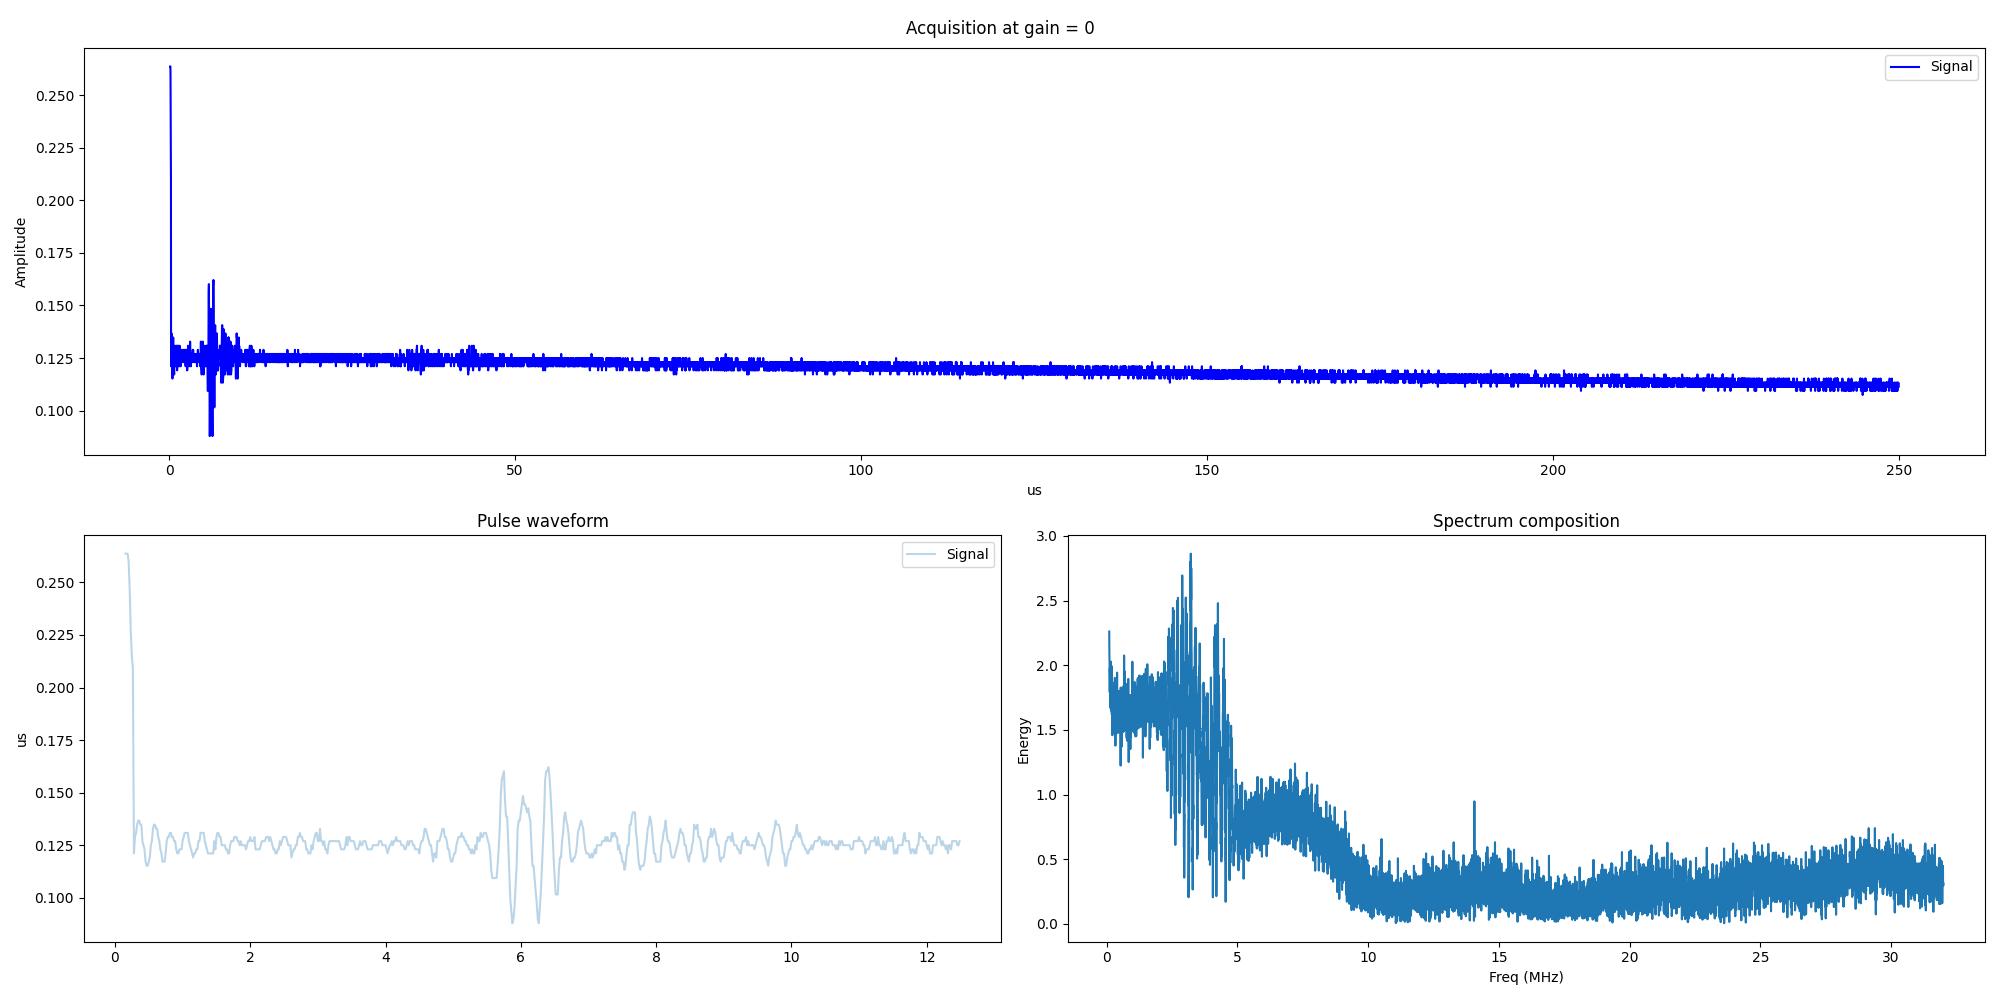 Acquisition at gain = 0
Signal
0.250
0.225
0.200
0.175
0.150
0.125
0.100
Amplitude
0 50 100 150 200 250
us
Pulse waveform
Signal
0.250
0.225
0.200
0.175
0.150
0.125
0.100
us
0 2 4 6 8 10 12
Spectrum composition
3.0
2.5
2.0
1.5
1.0
0.5
0.0
Energy
0 5 10 15 20 25 30
Freq (MHz)